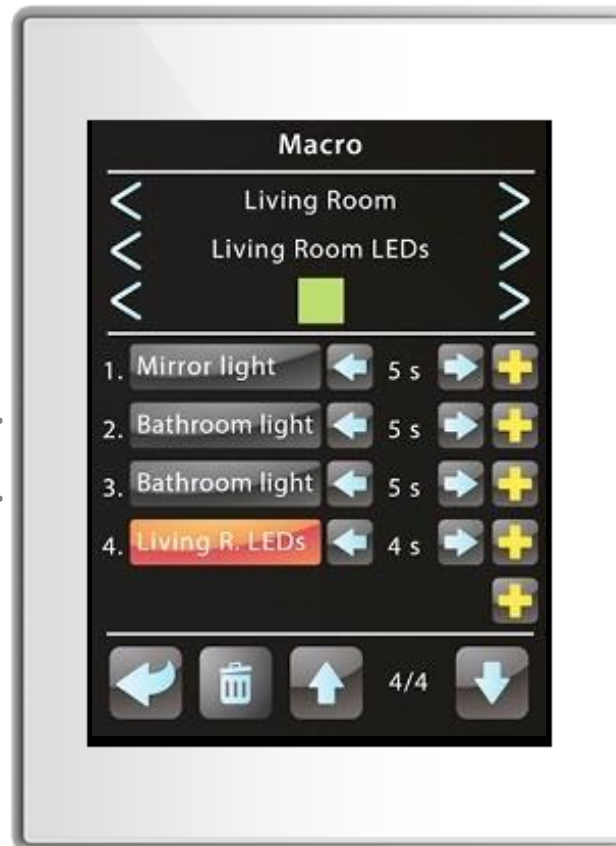 Macro
Living Room
Living Room LEDs
1. Mirror light 5 s
2. Bathroom light 5 s
3. Bathroom light 5 s
4. Living R. LEDs 4 s
4/4